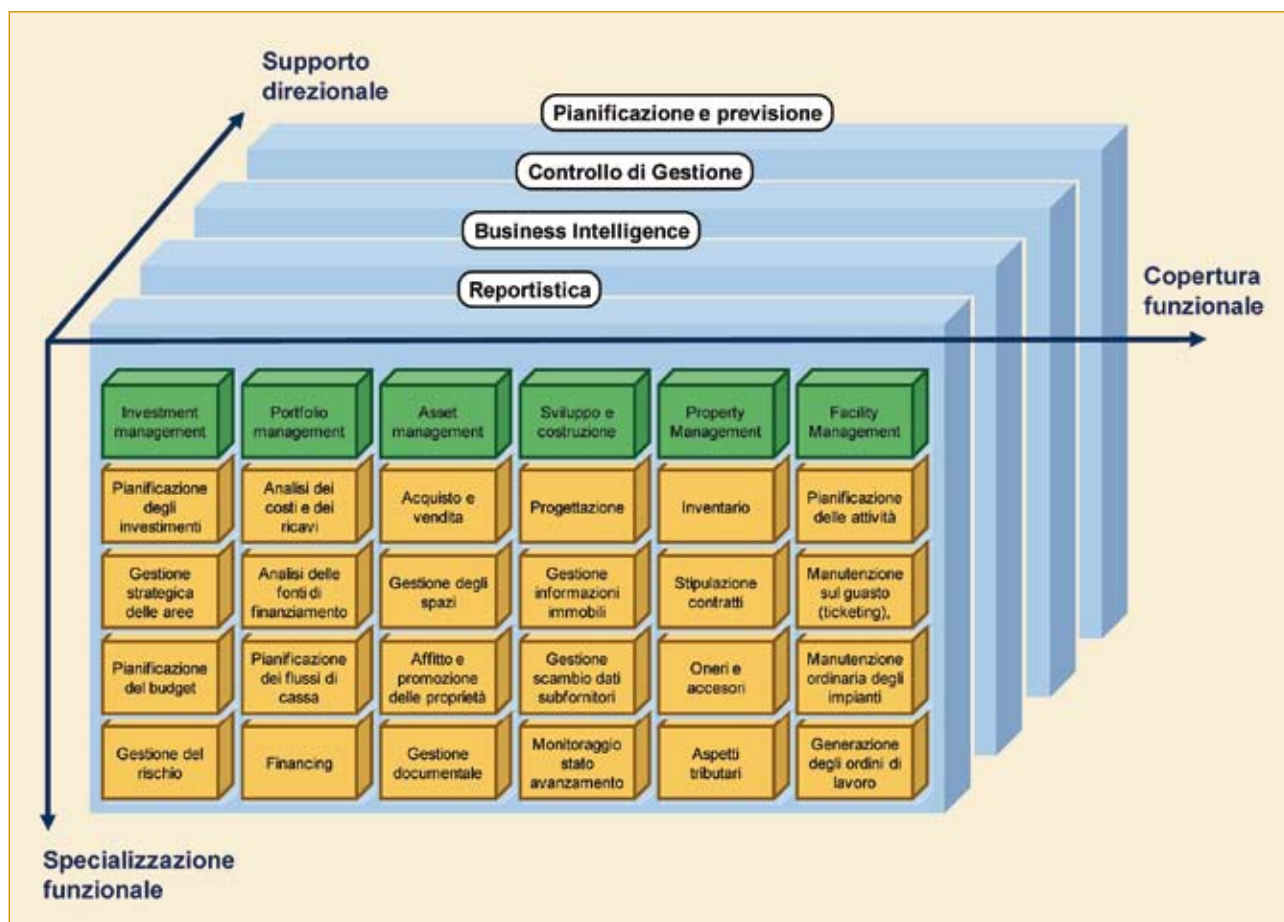 Supporto
direzionale
Pianificazione e previsione
Controllo di Gestione
Business Intelligence
Reportistica
Copertura
funzionale
Investment
management
Portfolio
management
Asset
management
Sviluppo e
costruzione
Property
Management
Facility
Management
Pianificazione
degli
investimenti
Analisi dei
costi e dei
ricavi
Acquisto e
vendita
Progettazione
Inventario
Pianificazione
delle attività
Gestione
strategica
delle aree
Analisi delle
fonti di
finanziamento
Gestione degli
spazi
Gestione
informazioni
immobili
Stipulazione
contratti
Manutenzione
sul guasto
(ticketing),
Pianificazione
del budget
Pianificazione
dei flussi di
cassa
Affitto e
promozione
delle proprietà
Gestione
scambio dati
subfornitori
Oneri e
accesori
Manutenzione
ordinaria degli
impianti
Gestione del
rischio
Financing
Gestione
documentale
Monitoraggio
stato
avanzamento
Aspetti
tributari
Generazione
degli ordini di
lavoro
Specializzazione
funzionale